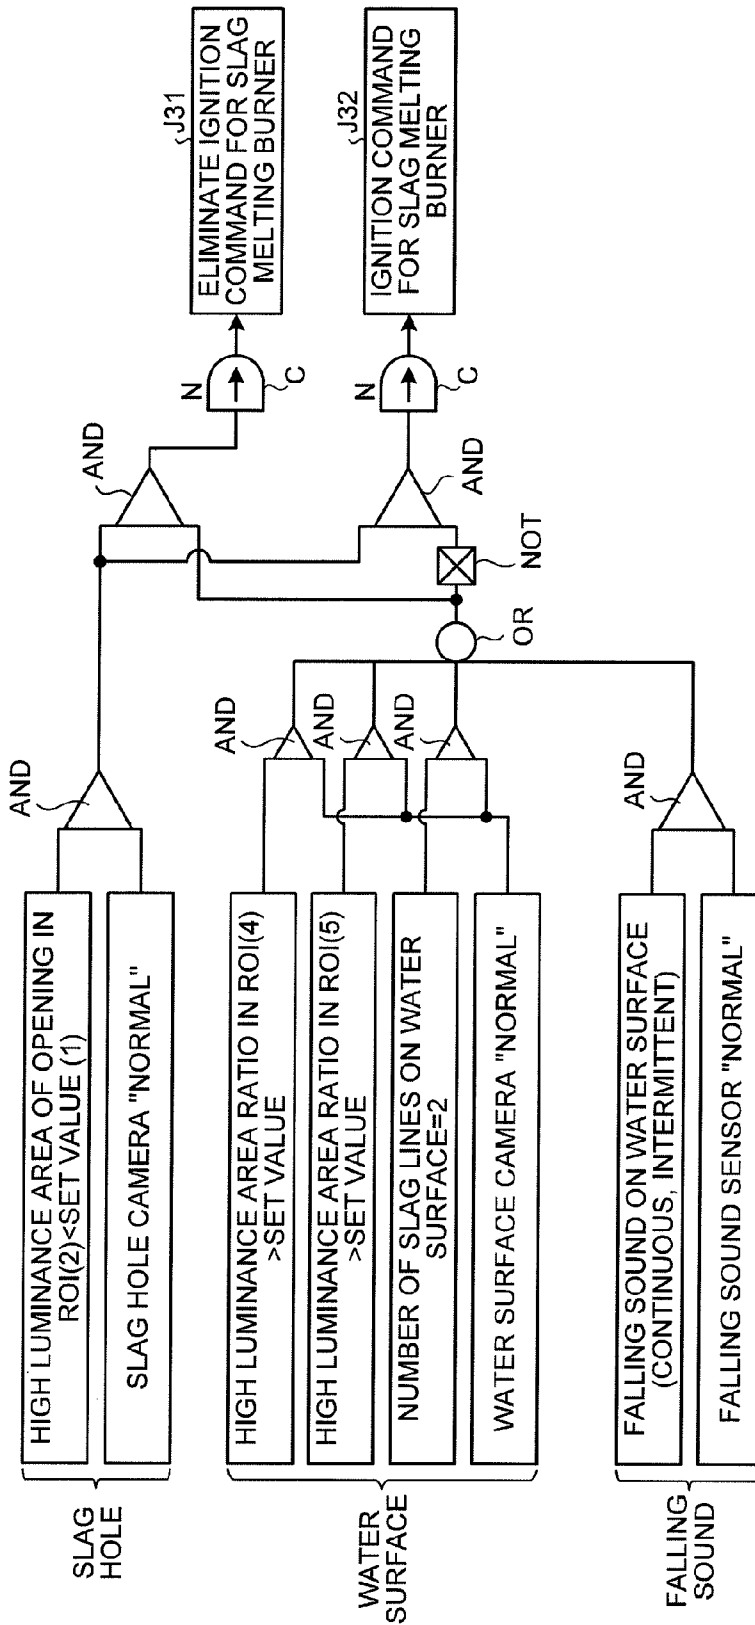 SLAG
HOLE
HIGH LUMINANCE AREA OF OPENING IN
ROI(2)<SET VALUE (1)
SLAG HOLE CAMERA "NORMAL"
AND
WATER
SURFACE
HIGH LUMINANCE AREA RATIO IN ROI(4)
>SET VALUE
HIGH LUMINANCE AREA RATIO IN ROI(5)
>SET VALUE
NUMBER OF SLAG LINES ON WATER
SURFACE=2
WATER SURFACE CAMERA "NORMAL"
AND
AND
AND
FALLING
SOUND
FALLING SOUND ON WATER SURFACE
(CONTINUOUS, INTERMITTENT)
FALLING SOUND SENSOR "NORMAL"
AND
OR
NOT
AND
AND
N
C
N
C
J31
ELIMINATE IGNITION
COMMAND FOR SLAG
MELTING BURNER
J32
IGNITION COMMAND
FOR SLAG MELTING
BURNER